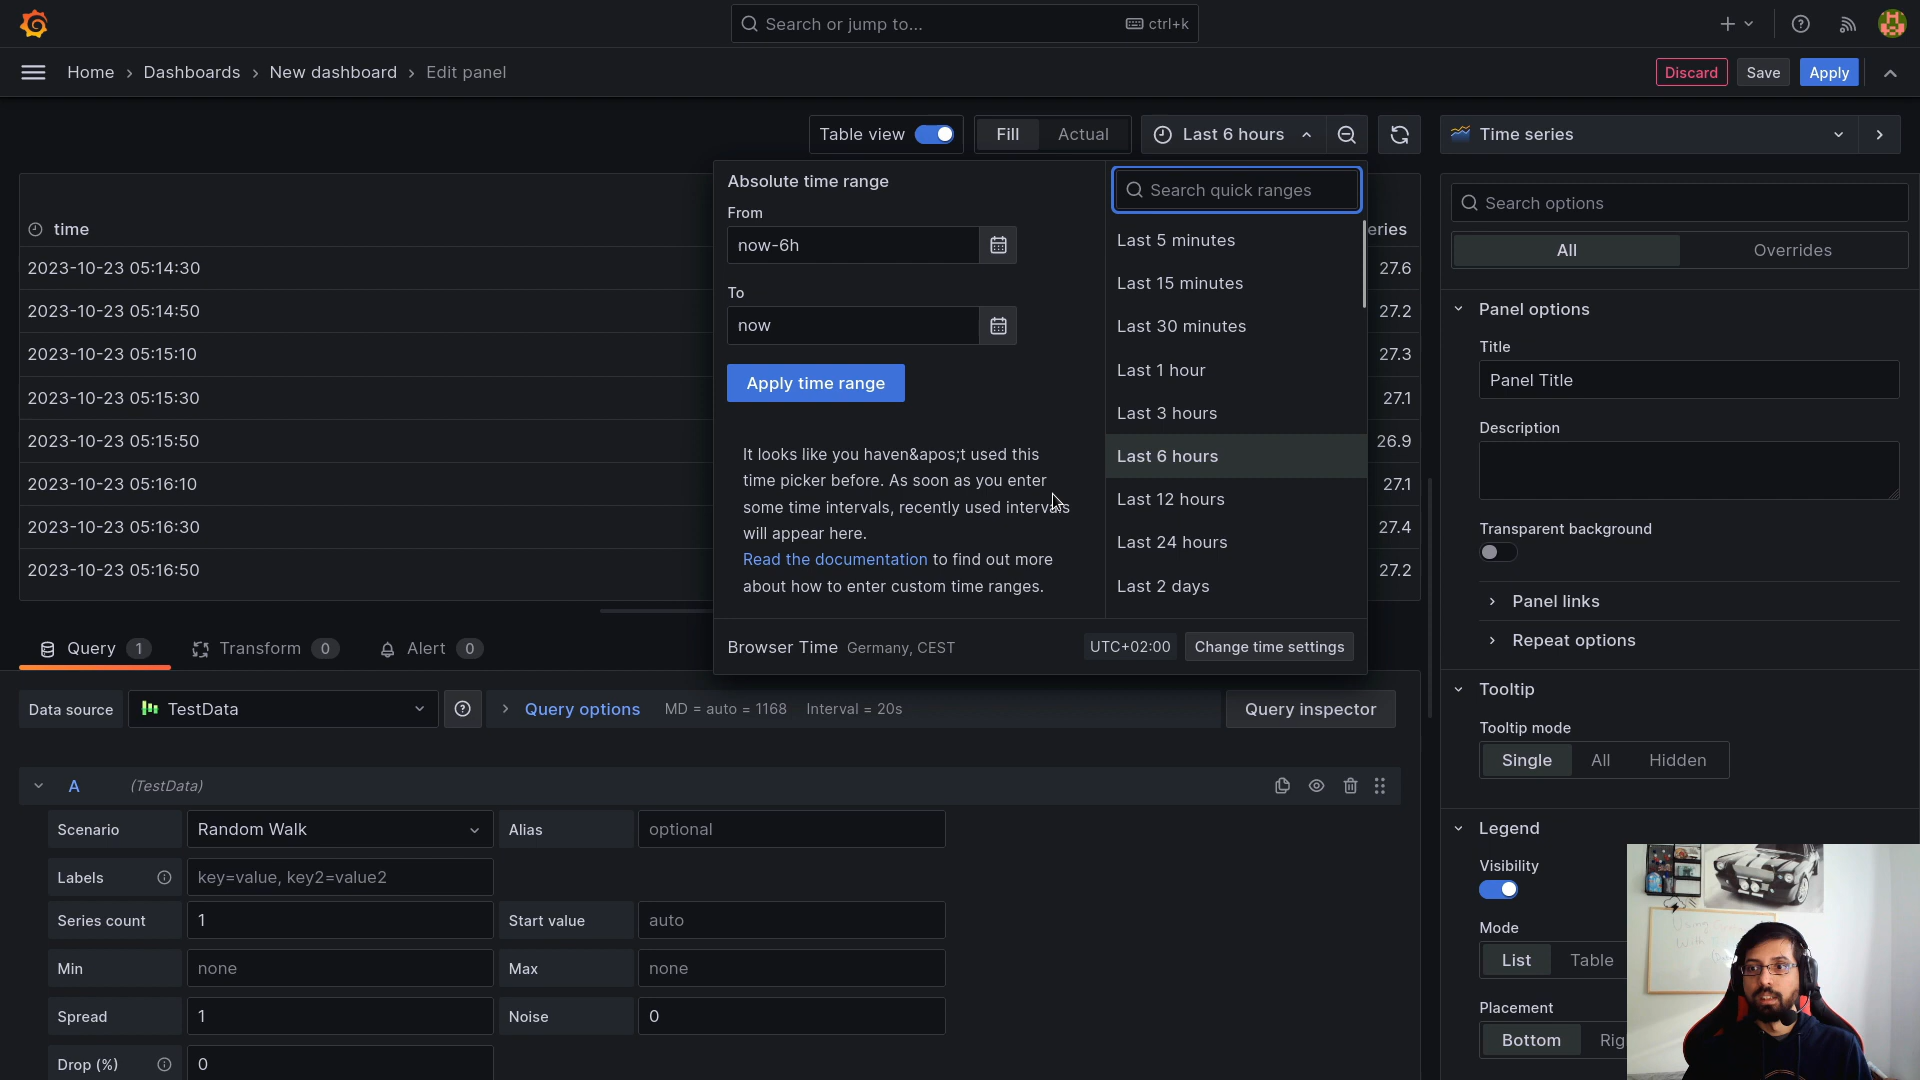 Search or jump to...
ctrl+k
Home › Dashboards › New dashboard › Edit panel
Discard
Save
Apply
Table view
Fill
Actual
Last 6 hours
Time series
Absolute time range
From
now-6h
To
now
Apply time range
It looks like you haven&apos;t used this
time picker before. As soon as you enter
some time intervals, recently used intervals
will appear here.
Read the documentation to find out more
about how to enter custom time ranges.
Search quick ranges
Last 5 minutes
Last 15 minutes
Last 30 minutes
Last 1 hour
Last 3 hours
Last 6 hours
Last 12 hours
Last 24 hours
Last 2 days
Browser Time Germany, CEST
UTC+02:00
Change time settings
time
eries
2023-10-23 05:14:30
27.6
2023-10-23 05:14:50
27.2
2023-10-23 05:15:10
27.3
2023-10-23 05:15:30
27.1
2023-10-23 05:15:50
26.9
2023-10-23 05:16:10
27.1
2023-10-23 05:16:30
27.4
2023-10-23 05:16:50
27.2
Query 1
Transform 0
Alert 0
Data source
TestData
Query options
MD = auto = 1168
Interval = 20s
Query inspector
A
(TestData)
Scenario
Random Walk
Alias
optional
Labels
key=value, key2=value2
Series count
1
Start value
auto
Min
none
Max
none
Spread
1
Noise
0
Drop (%)
0
Search options
All
Overrides
Panel options
Title
Panel Title
Description
Transparent background
Panel links
Repeat options
Tooltip
Tooltip mode
Single
All
Hidden
Legend
Visibility
Mode
List
Table
Placement
Bottom
Rig